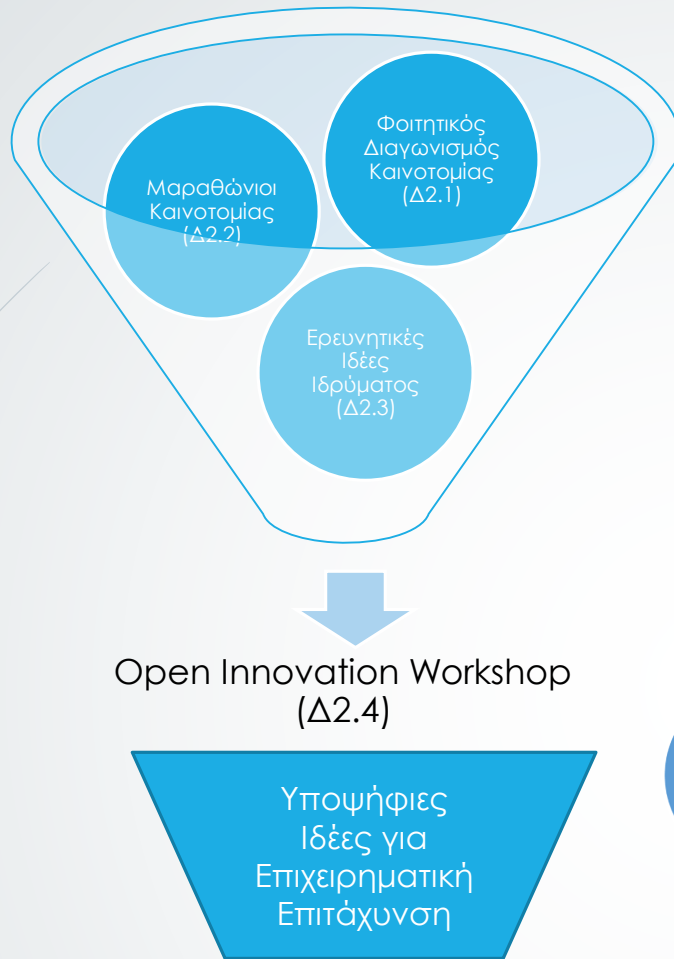 Φοιτητικός
Διαγωνισμός
Καινοτομίας
(Δ2.1)
Μαραθώνιοι
Καινοτομίας
(Δ2.2)
Ερευνητικές
Ιδέες
Ιδρύματος
(Δ2.3)
Open Innovation Workshop
(Δ2.4)
Υποψήφιες
Ιδέες για
Επιχειρηματική
Επιτάχυνση